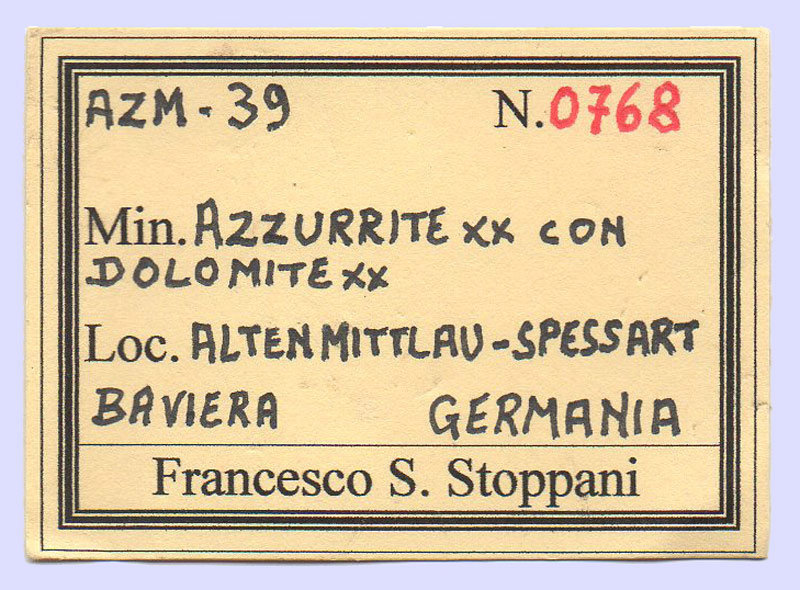 AZM - 39 N. 0768
Min. AZZURRITE xx CON
DOLOMITE xx
Loc. ALTENMITTLAU - SPESSART
BAVIERA GERMANIA
Francesco S. Stoppani